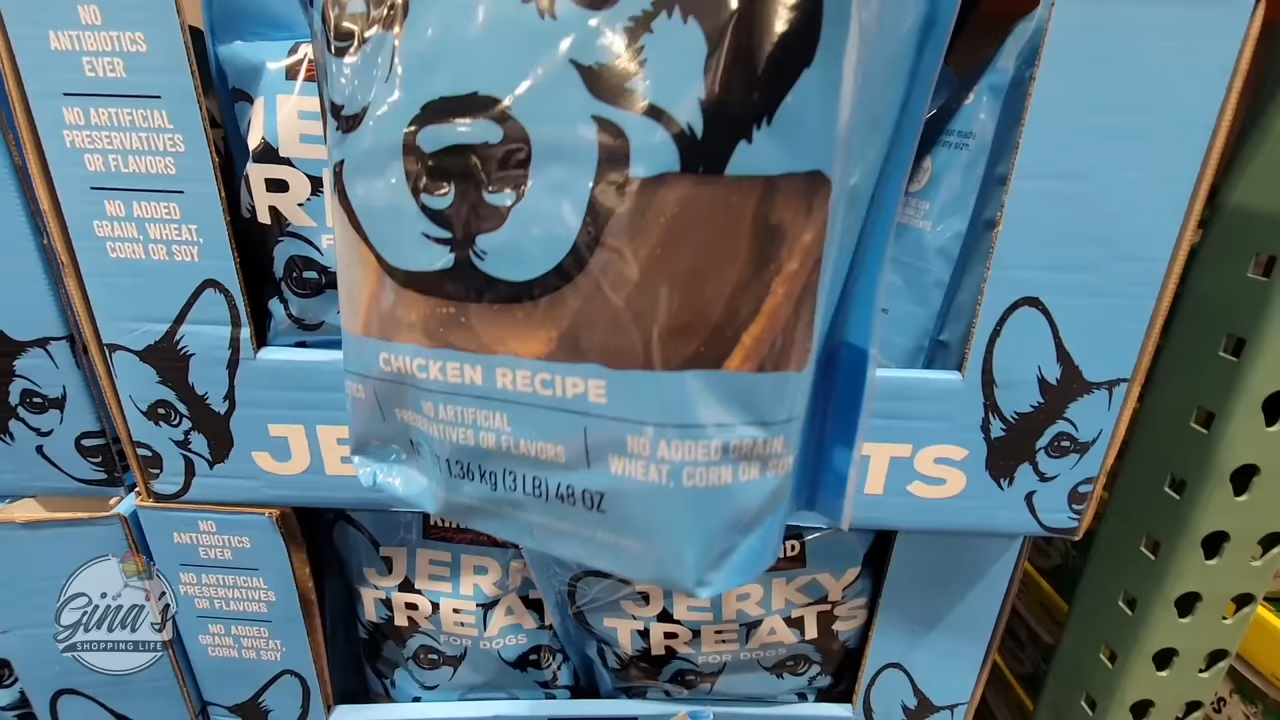 NO
ANTIBIOTICS
EVER
NO ARTIFICIAL
PRESERVATIVES
OR FLAVORS
NO ADDED
GRAIN, WHEAT,
CORN OR SOY
JE
TS
CHICKEN RECIPE
NO ARTIFICIAL
PRESERVATIVES OR FLAVORS
NO ADDED GRAIN,
WHEAT, CORN OR SOY
1.36 kg (3 LB) 48 OZ
NO
ANTIBIOTICS
EVER
NO ARTIFICIAL
PRESERVATIVES
OR FLAVORS
NO ADDED
GRAIN, WHEAT,
CORN OR SOY
JER
TREA
FOR DOGS
JERKY
TREATS
FOR DOGS
Gina's
SHOPPING LIFE